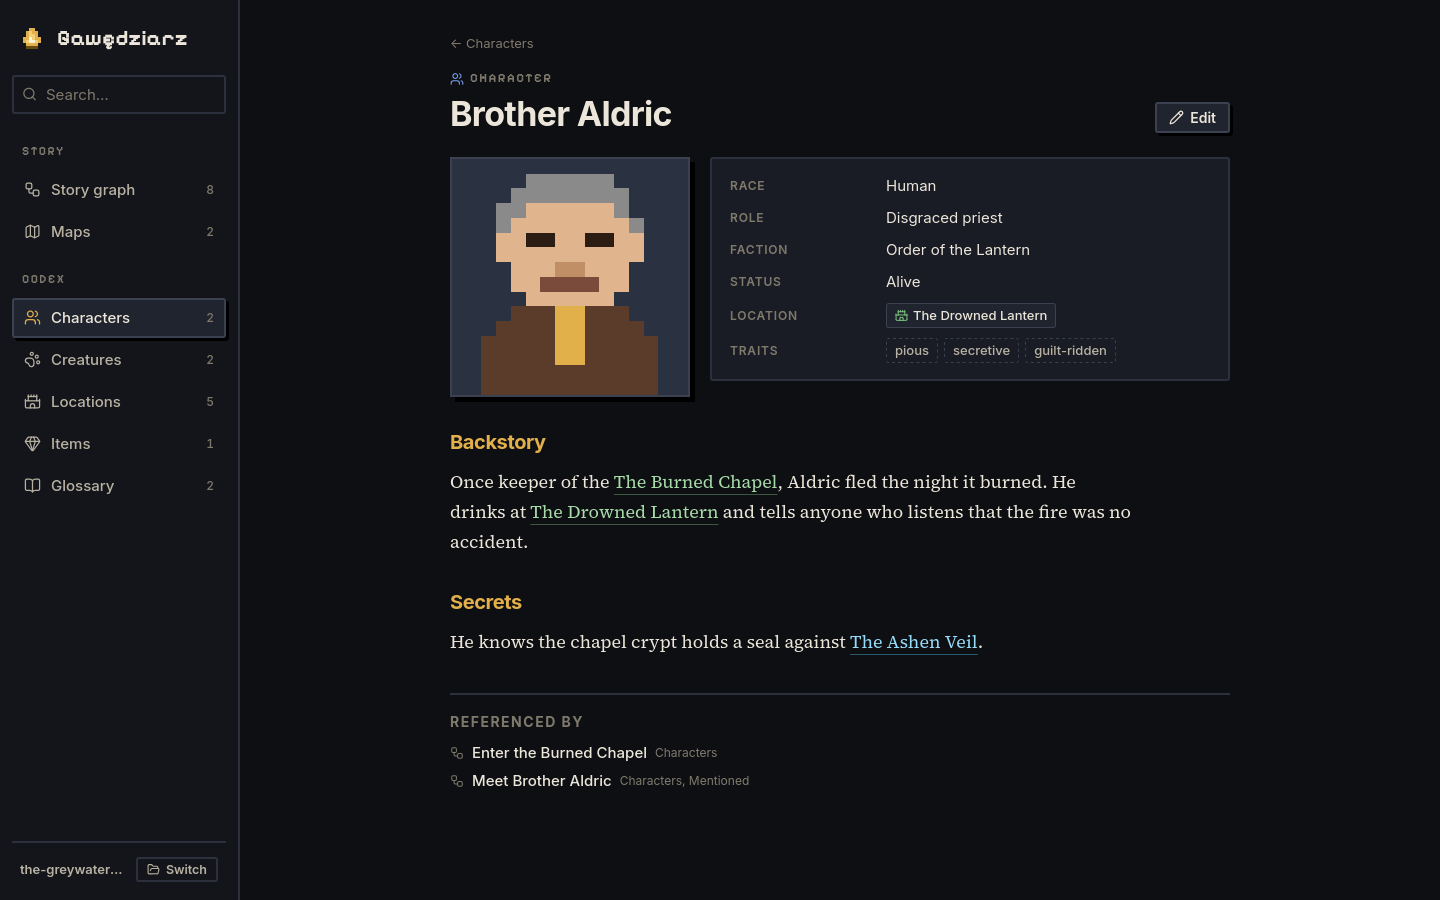 Gawędziarz
Search...
STORY
Story graph 8
Maps 2
CODEX
Characters 2
Creatures 2
Locations 5
Items 1
Glossary 2
the-greywater...
Switch
← Characters
CHARACTER
Brother Aldric
Edit
RACE Human
ROLE Disgraced priest
FACTION Order of the Lantern
STATUS Alive
LOCATION The Drowned Lantern
TRAITS pious secretive guilt-ridden
Backstory
Once keeper of the The Burned Chapel, Aldric fled the night it burned. He
drinks at The Drowned Lantern and tells anyone who listens that the fire was no
accident.
Secrets
He knows the chapel crypt holds a seal against The Ashen Veil.
REFERENCED BY
Enter the Burned Chapel Characters
Meet Brother Aldric Characters, Mentioned